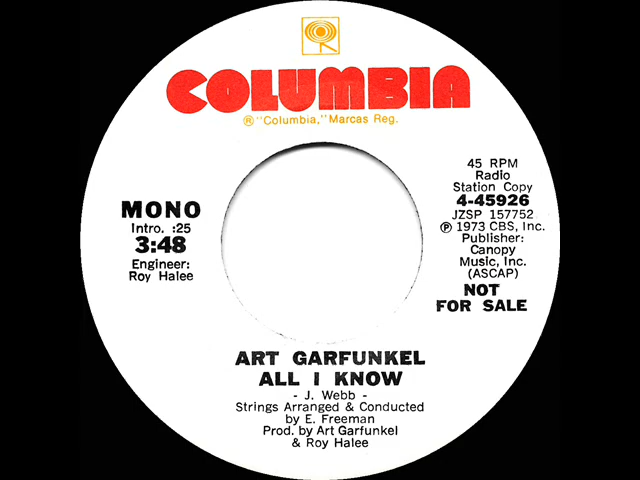 COLUMBIA
® "Columbia," Marcas Reg.
MONO
Intro. :25
3:48
Engineer:
Roy Halee
45 RPM
Radio
Station Copy
4-45926
JZSP 157752
℗ 1973 CBS, Inc.
Publisher:
Canopy
Music, Inc.
(ASCAP)
NOT
FOR SALE
ART GARFUNKEL
ALL I KNOW
- J. Webb -
Strings Arranged & Conducted
by E. Freeman
Prod. by Art Garfunkel
& Roy Halee